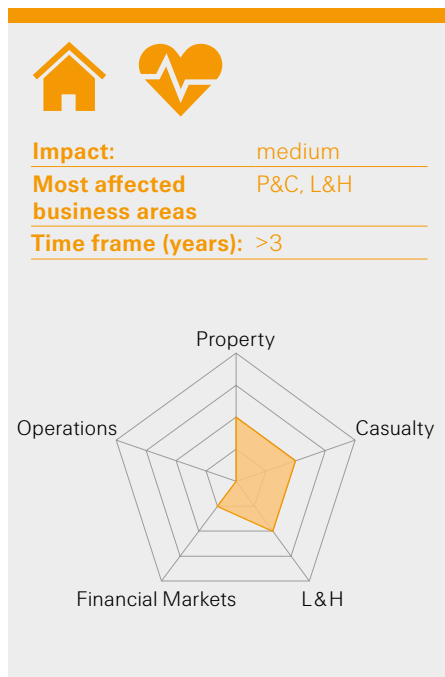 Impact: medium
Most affected P&C, L&H
business areas
Time frame (years): >3
Property
Operations Casualty
Financial Markets L&H